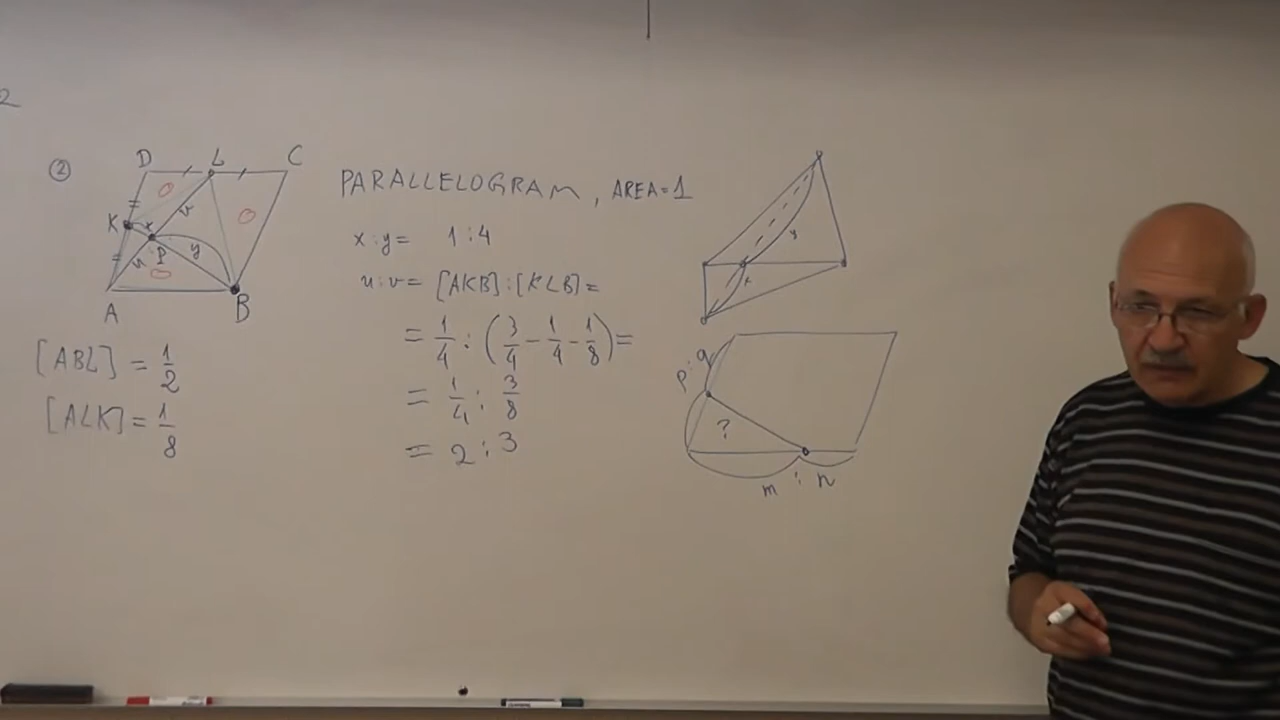 2
②
D L C
K x v
u P y
A B
[ABL] = 1/2
[ALK] = 1/8
PARALLELOGRAM, AREA=1
x:y= 1:4
u:v= [AKB]:[KLB]=
= 1/4 : (3/4 - 1/4 - 1/8)=
= 1/4 : 3/8
= 2:3
y
x
p:q
?
m : n